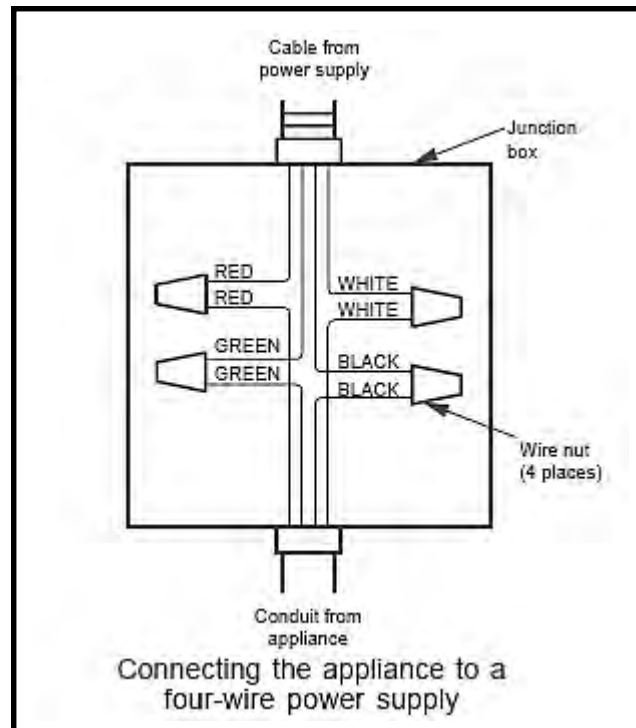 Cable from
power supply
Junction
box
RED
RED
WHITE
WHITE
GREEN
GREEN
BLACK
BLACK
Wire nut
(4 places)
Conduit from
appliance
Connecting the appliance to a
four-wire power supply